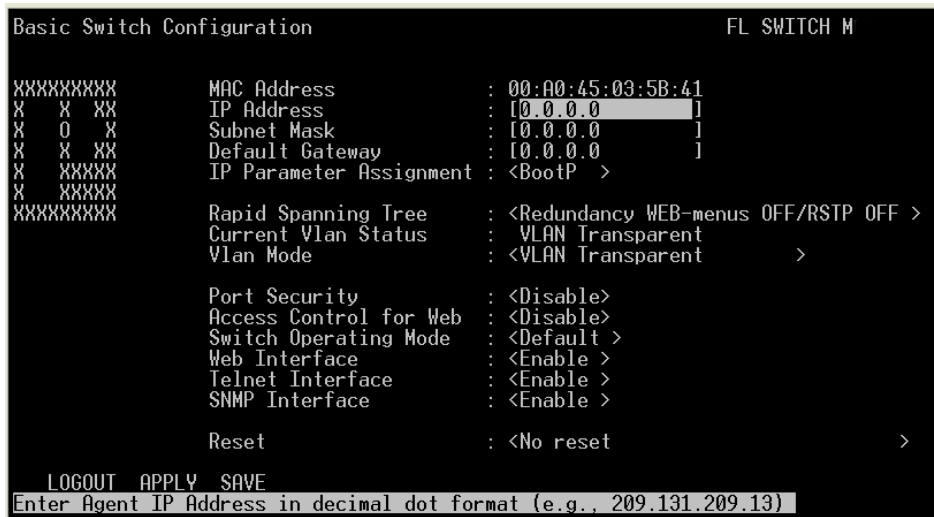 Basic Switch Configuration FL SWITCH M
XXXXXXXXX MAC Address : 00:A0:45:03:5B:41
X X XX IP Address : [0.0.0.0 ]
X O X Subnet Mask : [0.0.0.0 ]
X X XX Default Gateway : [0.0.0.0 ]
X XXXXX IP Parameter Assignment : <BootP >
X XXXXX
XXXXXXXXX Rapid Spanning Tree : <Redundancy WEB-menus OFF/RSTP OFF >
Current Vlan Status : VLAN Transparent
Vlan Mode : <VLAN Transparent >
Port Security : <Disable>
Access Control for Web : <Disable>
Switch Operating Mode : <Default >
Web Interface : <Enable >
Telnet Interface : <Enable >
SNMP Interface : <Enable >
Reset : <No reset >
LOGOUT APPLY SAVE
Enter Agent IP Address in decimal dot format (e.g., 209.131.209.13)